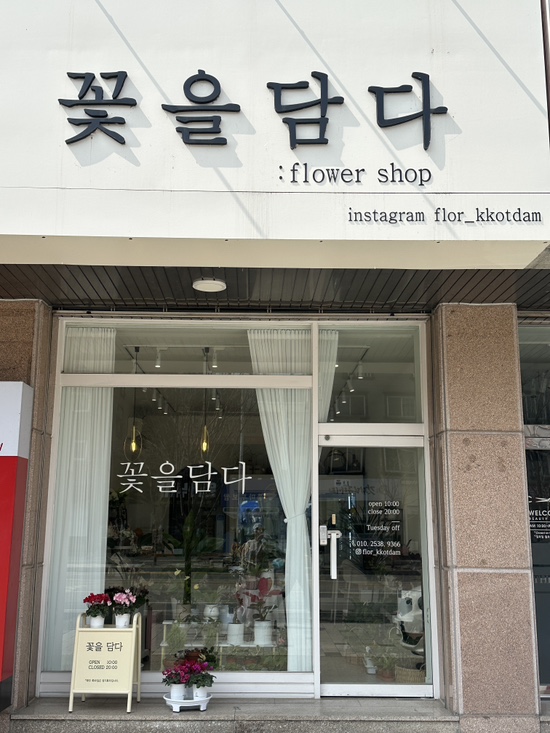 꽃을담다
:flower shop
instagram flor_kkotdam
꽃을담다
open 10:00
close 20:00
Tuesday off
010. 2538. 9366
flor_kkotdam
꽃을 담다
OPEN 10:00
CLOSED 20:00
WELCO